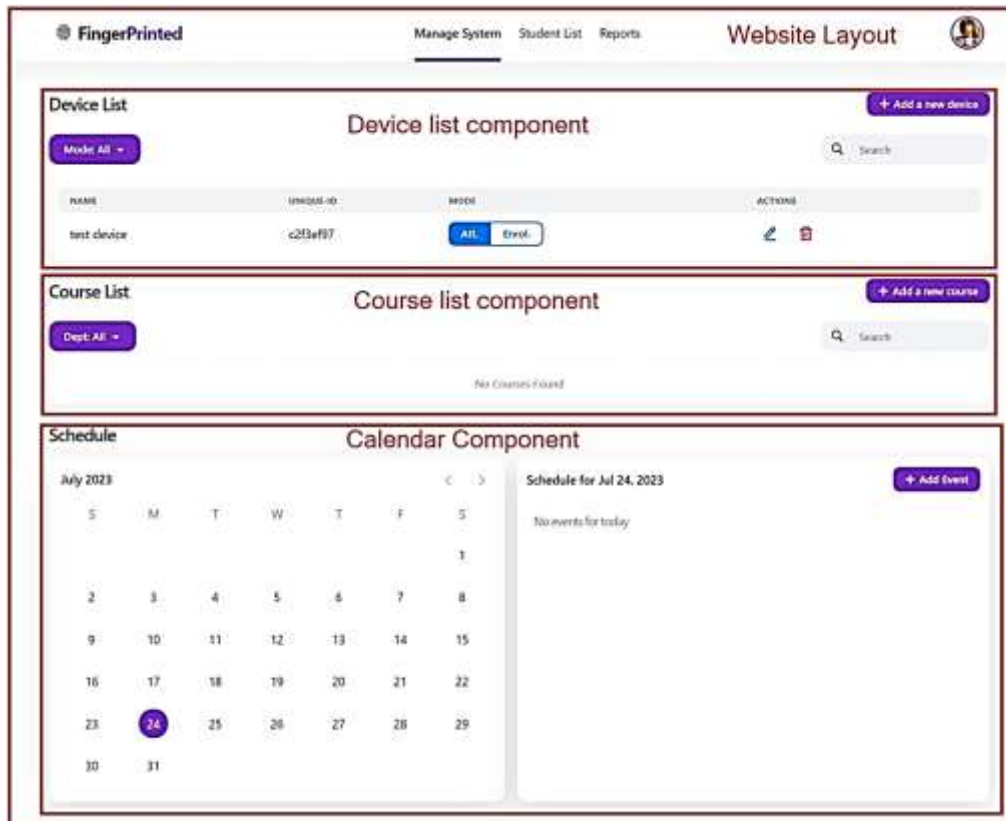 FingerPrinted Manage System Student List Reports Website Layout
Device List Device list component + Add a new device
Mode: All Search
NAME UNIQUE-ID MODE ACTIONS
test device c2f3ef97 Att. Enrol.
Course List Course list component + Add a new course
Dept: All Search
No Courses Found
Schedule Calendar Component
July 2023 < > Schedule for Jul 24, 2023 + Add Event
S M T W T F S
No events for today
1
2 3 4 5 6 7 8
9 10 11 12 13 14 15
16 17 18 19 20 21 22
23 24 25 26 27 28 29
30 31